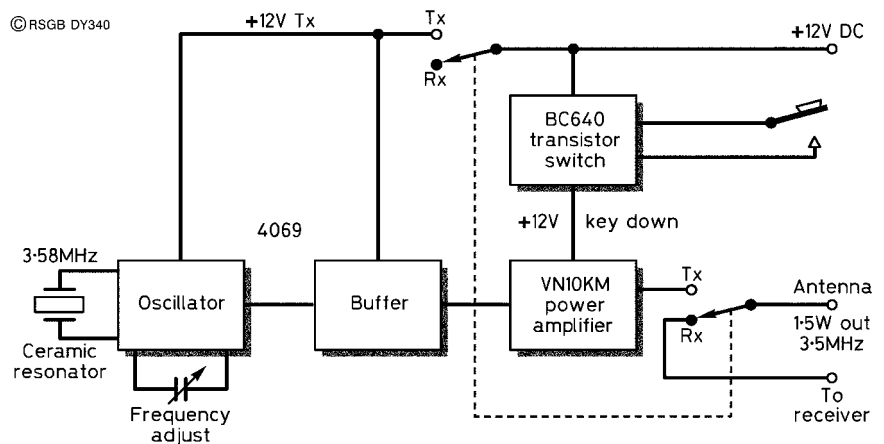 © RSGB DY340
+12V Tx
Tx
Rx
+12V DC
BC640
transistor
switch
+12V key down
4069
3·58MHz
Oscillator
Buffer
VN10KM
power
amplifier
Tx
Rx
Antenna
1·5W out
3·5MHz
Ceramic
resonator
Frequency
adjust
To
receiver